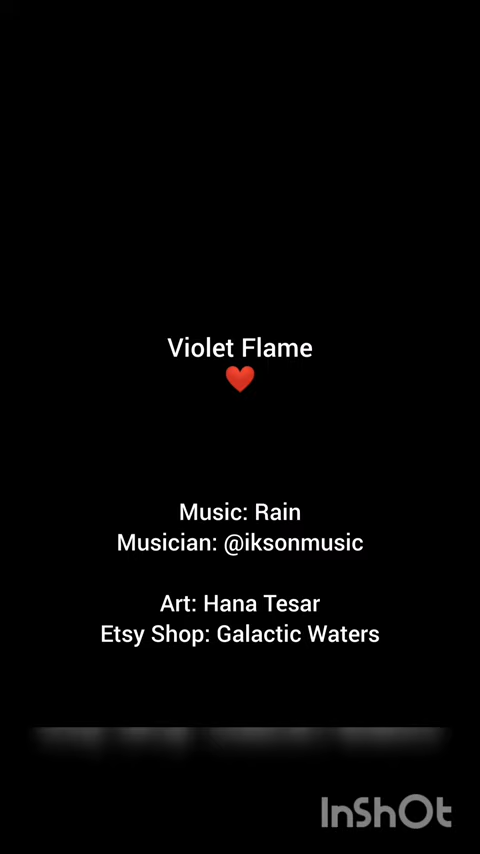 Violet Flame
❤️
Music: Rain
Musician: @iksonmusic
Art: Hana Tesar
Etsy Shop: Galactic Waters
InShOt